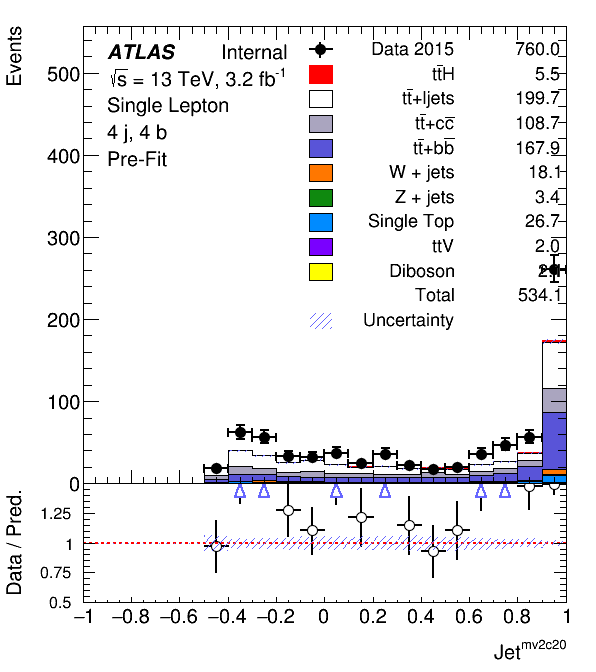 Events
ATLAS Internal
√s = 13 TeV, 3.2 fb⁻¹
Single Lepton
4 j, 4 b
Pre-Fit
Data 2015 760.0
tt̅H 5.5
tt̅+ljets 199.7
tt̅+cc̅ 108.7
tt̅+bb̅ 167.9
W + jets 18.1
Z + jets 3.4
Single Top 26.7
ttV 2.0
Diboson
Total 534.1
Uncertainty
500
400
300
200
100
0
Data / Pred.
1.25
1
0.75
0.5
−1 −0.8 −0.6 −0.4 −0.2 0 0.2 0.4 0.6 0.8 1
Jet^mv2c20